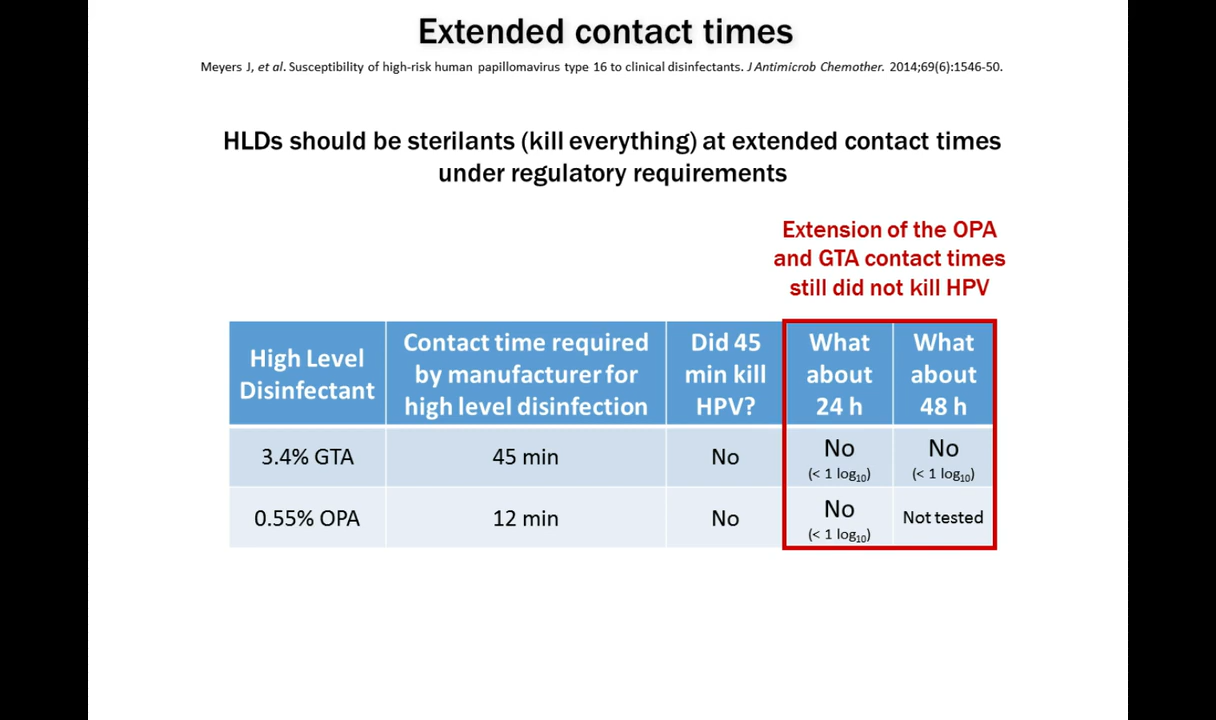 Extended contact times
Meyers J, et al. Susceptibility of high-risk human papillomavirus type 16 to clinical disinfectants. J Antimicrob Chemother. 2014;69(6):1546-50.
HLDs should be sterilants (kill everything) at extended contact times
under regulatory requirements
Extension of the OPA
and GTA contact times
still did not kill HPV
High Level
Disinfectant
Contact time required
by manufacturer for
high level disinfection
Did 45
min kill
HPV?
What
about
24 h
What
about
48 h
3.4% GTA
45 min
No
No
(< 1 log10)
No
(< 1 log10)
0.55% OPA
12 min
No
No
(< 1 log10)
Not tested